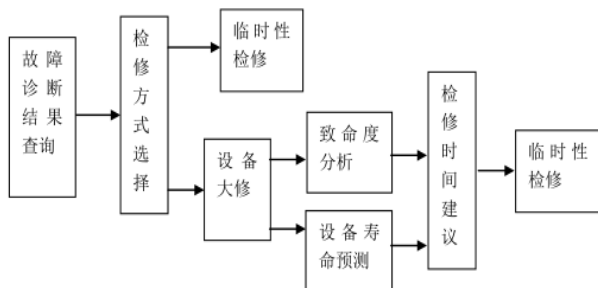 故障
诊断
结果
查询
检
修
方
式
选
择
临时性
检修
设备
大修
致命度
分析
设备寿
命预测
检
修
时
间
建
议
临时性
检修